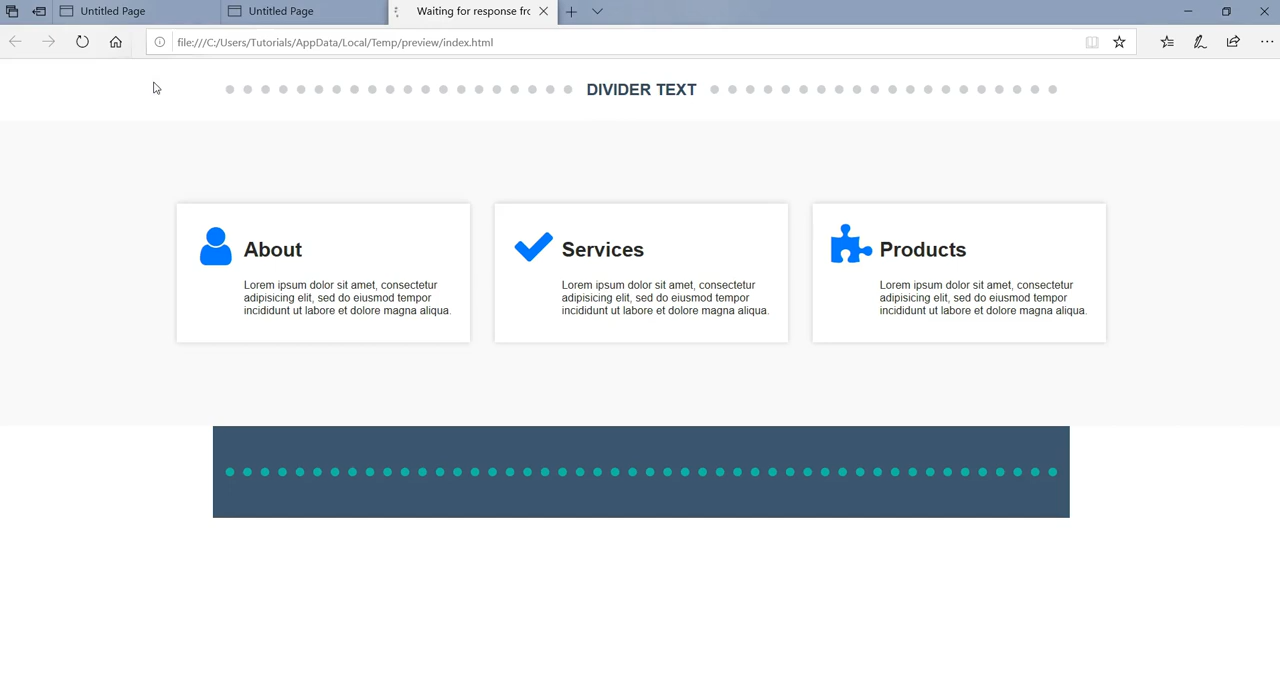 Untitled Page
Untitled Page
Waiting for response fro
file:///C:/Users/Tutorials/AppData/Local/Temp/preview/index.html
DIVIDER TEXT
About
Lorem ipsum dolor sit amet, consectetur
adipisicing elit, sed do eiusmod tempor
incididunt ut labore et dolore magna aliqua.
Services
Lorem ipsum dolor sit amet, consectetur
adipisicing elit, sed do eiusmod tempor
incididunt ut labore et dolore magna aliqua.
Products
Lorem ipsum dolor sit amet, consectetur
adipisicing elit, sed do eiusmod tempor
incididunt ut labore et dolore magna aliqua.